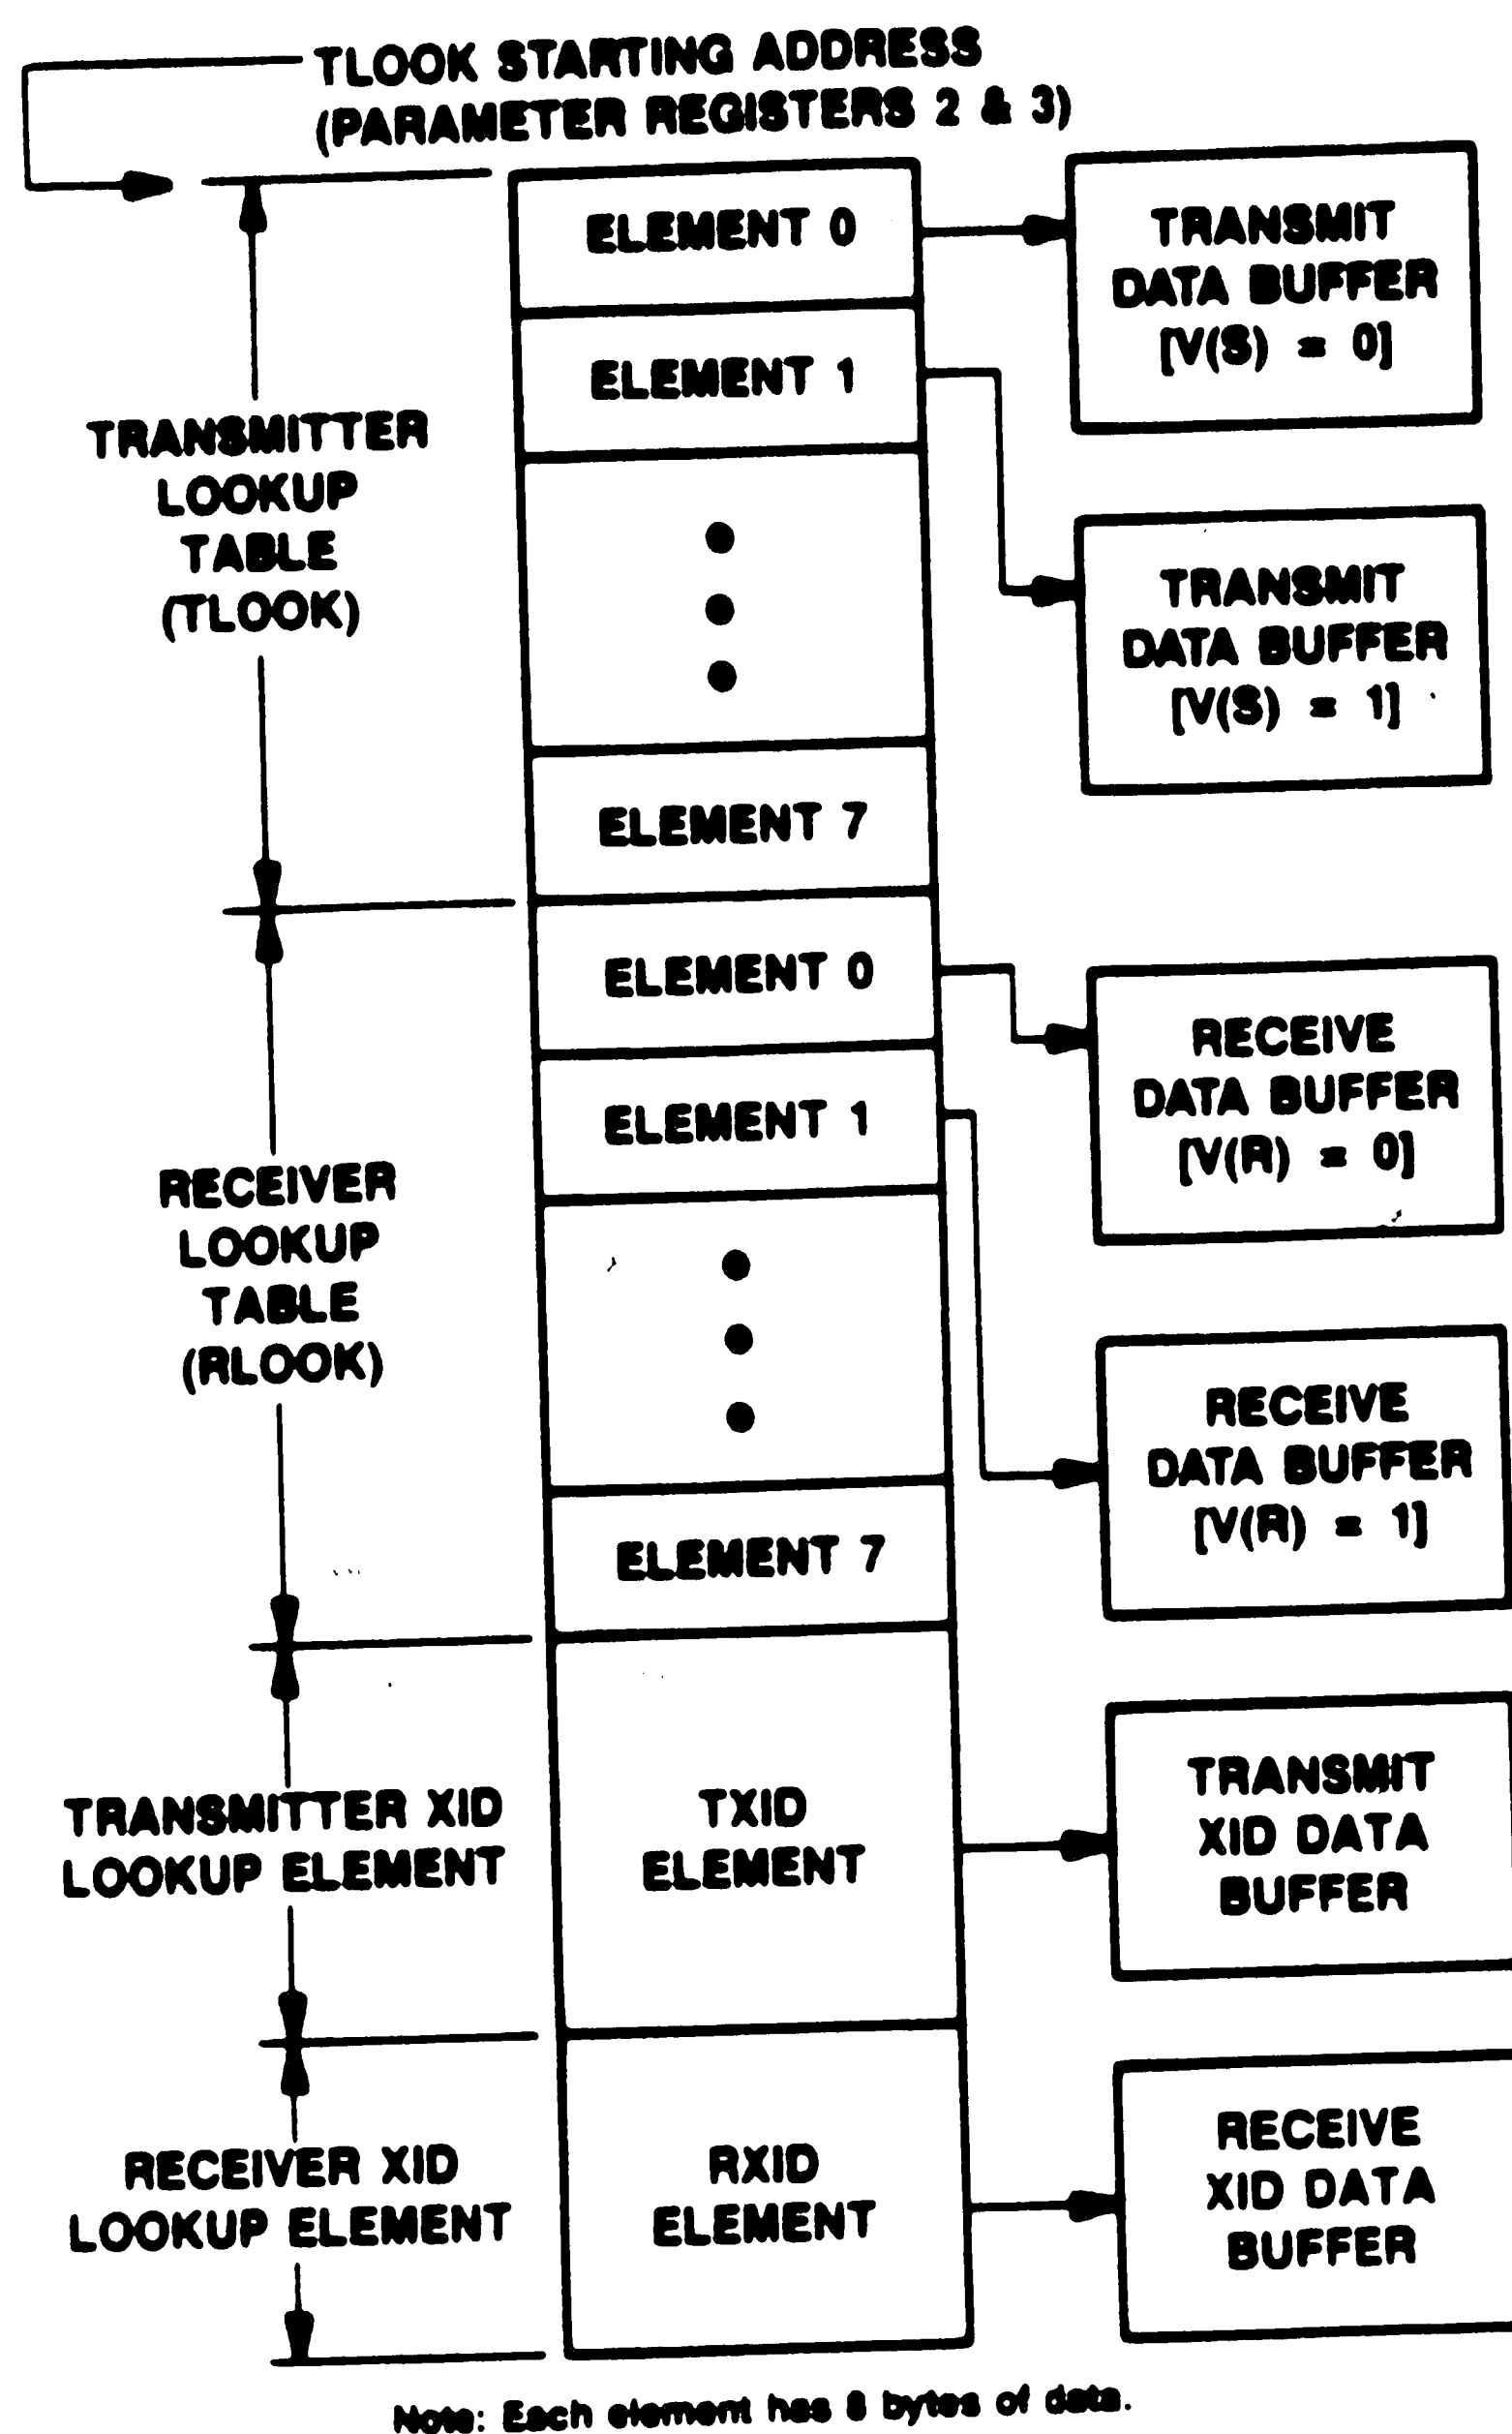 TLOOK STARTING ADDRESS
(PARAMETER REGISTERS 2 & 3)
ELEMENT 0
TRANSMIT
DATA BUFFER
[V(S) = 0]
ELEMENT 1
TRANSMITTER
LOOKUP
TABLE
(TLOOK)
TRANSMIT
DATA BUFFER
[V(S) = 1]
ELEMENT 7
ELEMENT 0
RECEIVE
DATA BUFFER
[V(R) = 0]
ELEMENT 1
RECEIVER
LOOKUP
TABLE
(RLOOK)
RECEIVE
DATA BUFFER
[V(R) = 1]
ELEMENT 7
TRANSMITTER XID
LOOKUP ELEMENT
TXID
ELEMENT
TRANSMIT
XID DATA
BUFFER
RECEIVER XID
LOOKUP ELEMENT
RXID
ELEMENT
RECEIVE
XID DATA
BUFFER
Note: Each element has 8 bytes of data.